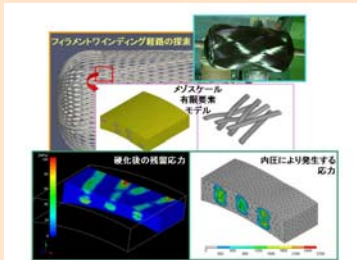 フィラメントワインディング経路の探索
メゾスケール
有限要素
モデル
硬化後の残留応力
内圧により発生する
応力